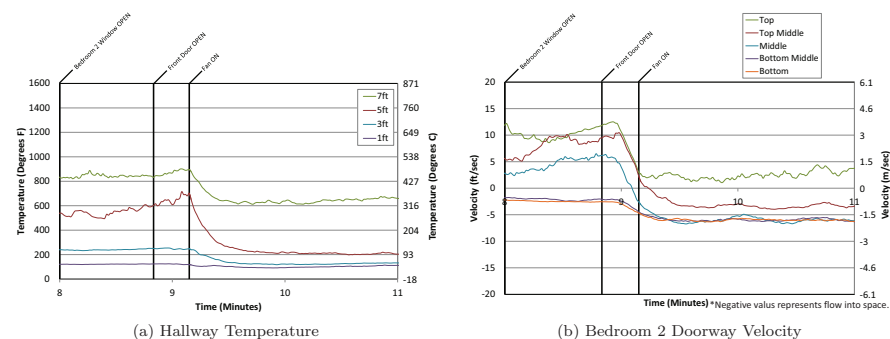 Bedroom 2 Window OPEN
Front Door OPEN
Fan ON
1600
1400
1200
1000
800
600
400
200
0
Temperature (Degrees F)
871
760
649
538
427
316
204
93
-18
Temperature (Degrees C)
7ft
5ft
3ft
1ft
8
9
10
11
Time (Minutes)
(a) Hallway Temperature
Bedroom 2 Window OPEN
Front Door OPEN
Fan ON
Top
Top Middle
Middle
Bottom Middle
Bottom
20
15
10
5
0
-5
-10
-15
-20
Velocity (ft/sec)
6.1
4.6
3
1.5
0
-1.5
-3
-4.6
-6.1
Velocity (m/sec)
8
9
10
11
Time (Minutes)
*Negative valus represents flow into space.
(b) Bedroom 2 Doorway Velocity